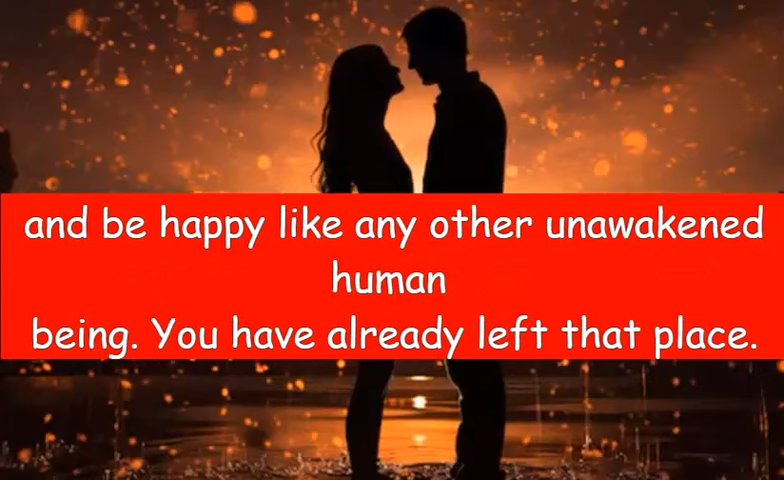 and be happy like any other unawakened
human
being. You have already left that place.